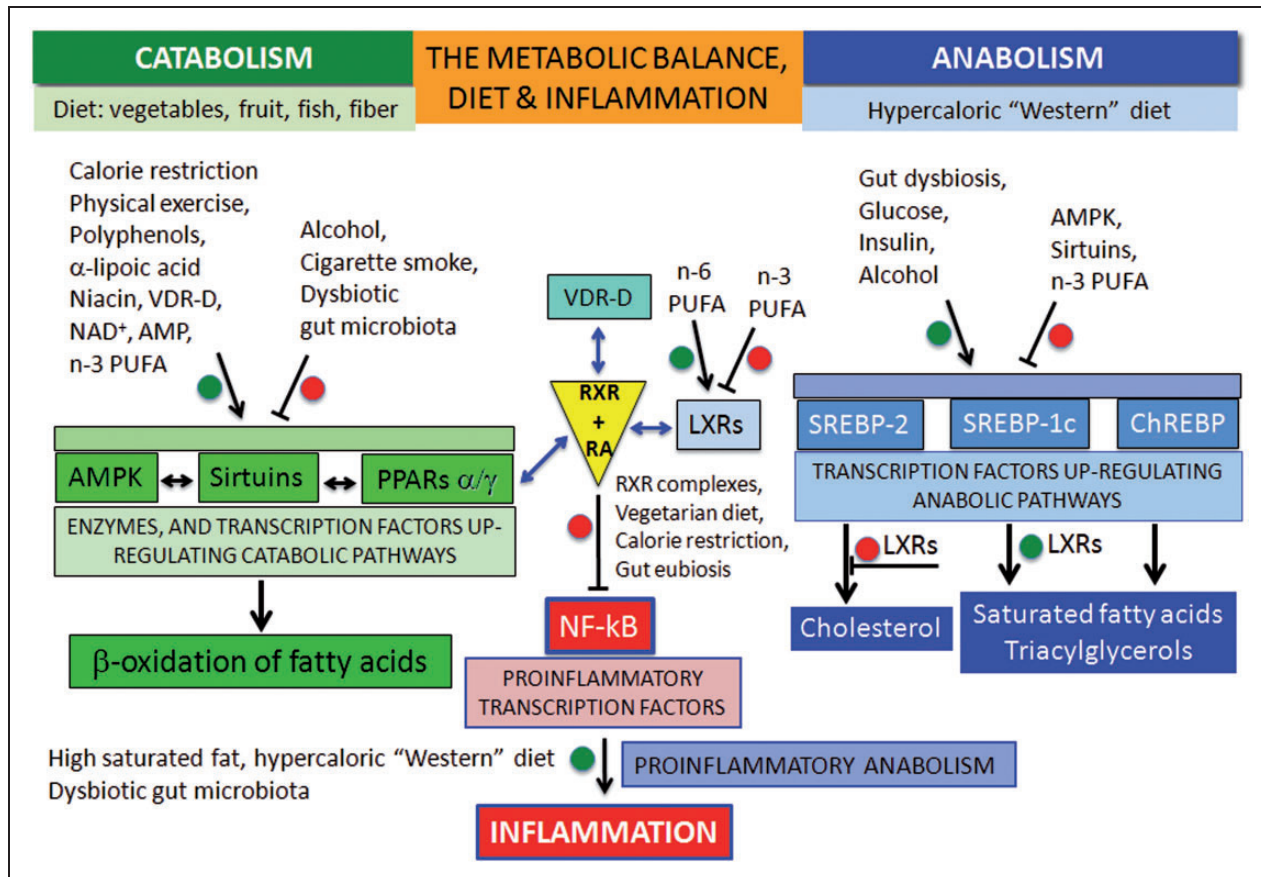 CATABOLISM
Diet: vegetables, fruit, fish, fiber
THE METABOLIC BALANCE,
DIET & INFLAMMATION
ANABOLISM
Hypercaloric “Western” diet
Calorie restriction
Physical exercise,
Polyphenols,
α-lipoic acid
Niacin, VDR-D,
NAD⁺, AMP,
n-3 PUFA
Alcohol,
Cigarette smoke,
Dysbiotic
gut microbiota
VDR-D
n-6
PUFA
n-3
PUFA
Gut dysbiosis,
Glucose,
Insulin,
Alcohol
AMPK,
Sirtuins,
n-3 PUFA
RXR
+
RA
LXRs
AMPK
Sirtuins
PPARs α/γ
ENZYMES, AND TRANSCRIPTION FACTORS UP-
REGULATING CATABOLIC PATHWAYS
β-oxidation of fatty acids
RXR complexes,
Vegetarian diet,
Calorie restriction,
Gut eubiosis
SREBP-2
SREBP-1c
ChREBP
TRANSCRIPTION FACTORS UP-REGULATING
ANABOLIC PATHWAYS
LXRs
LXRs
Cholesterol
Saturated fatty acids
Triacylglycerols
NF-kB
PROINFLAMMATORY
TRANSCRIPTION FACTORS
High saturated fat, hypercaloric “Western” diet
Dysbiotic gut microbiota
PROINFLAMMATORY ANABOLISM
INFLAMMATION